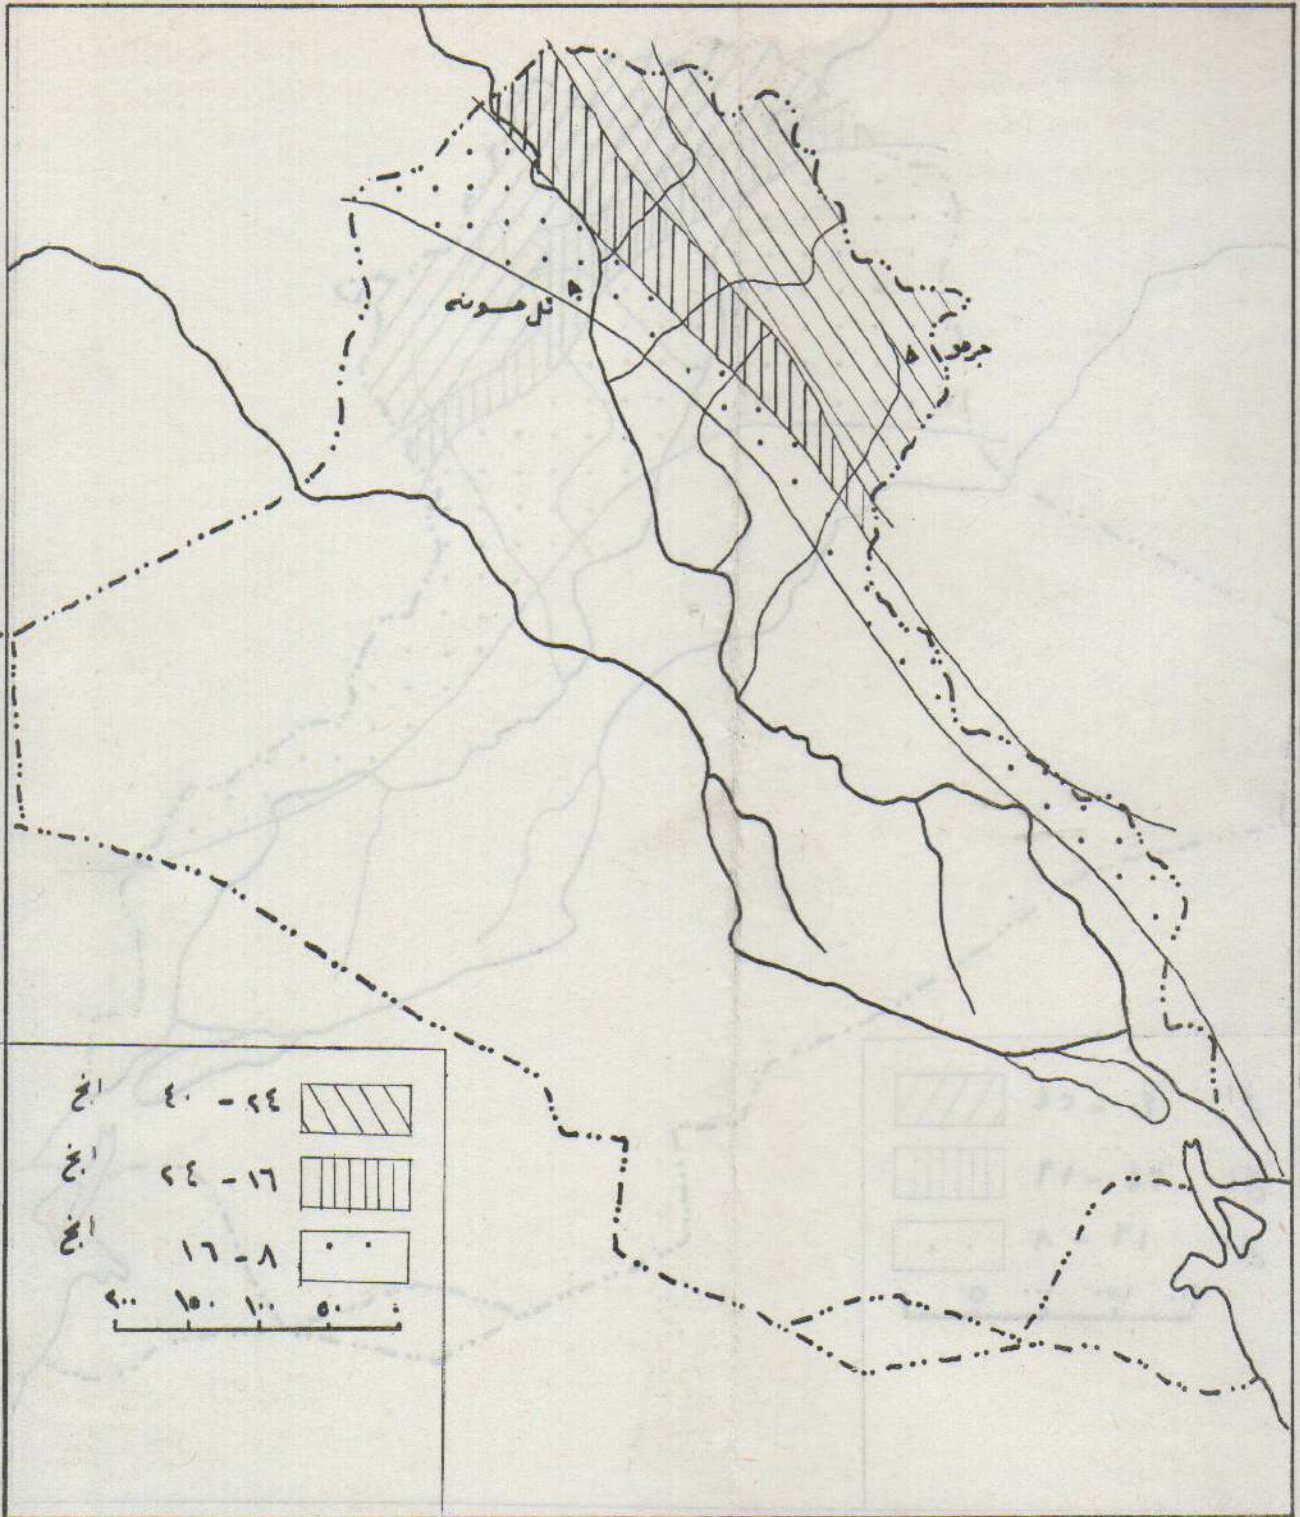 تل حسونه
جرمو
٢٤ - ٤٠ انج
١٦ - ٢٤ انج
٨ - ١٦ انج
٠ ٥٠ ١٠٠ ١٥٠ ٢٠٠